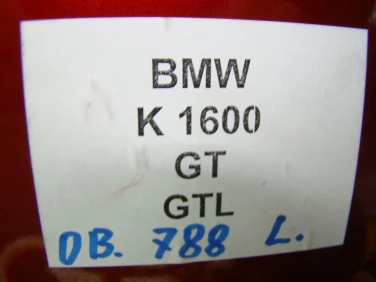 BMW
K 1600
GT
GTL
OB. 788 L.